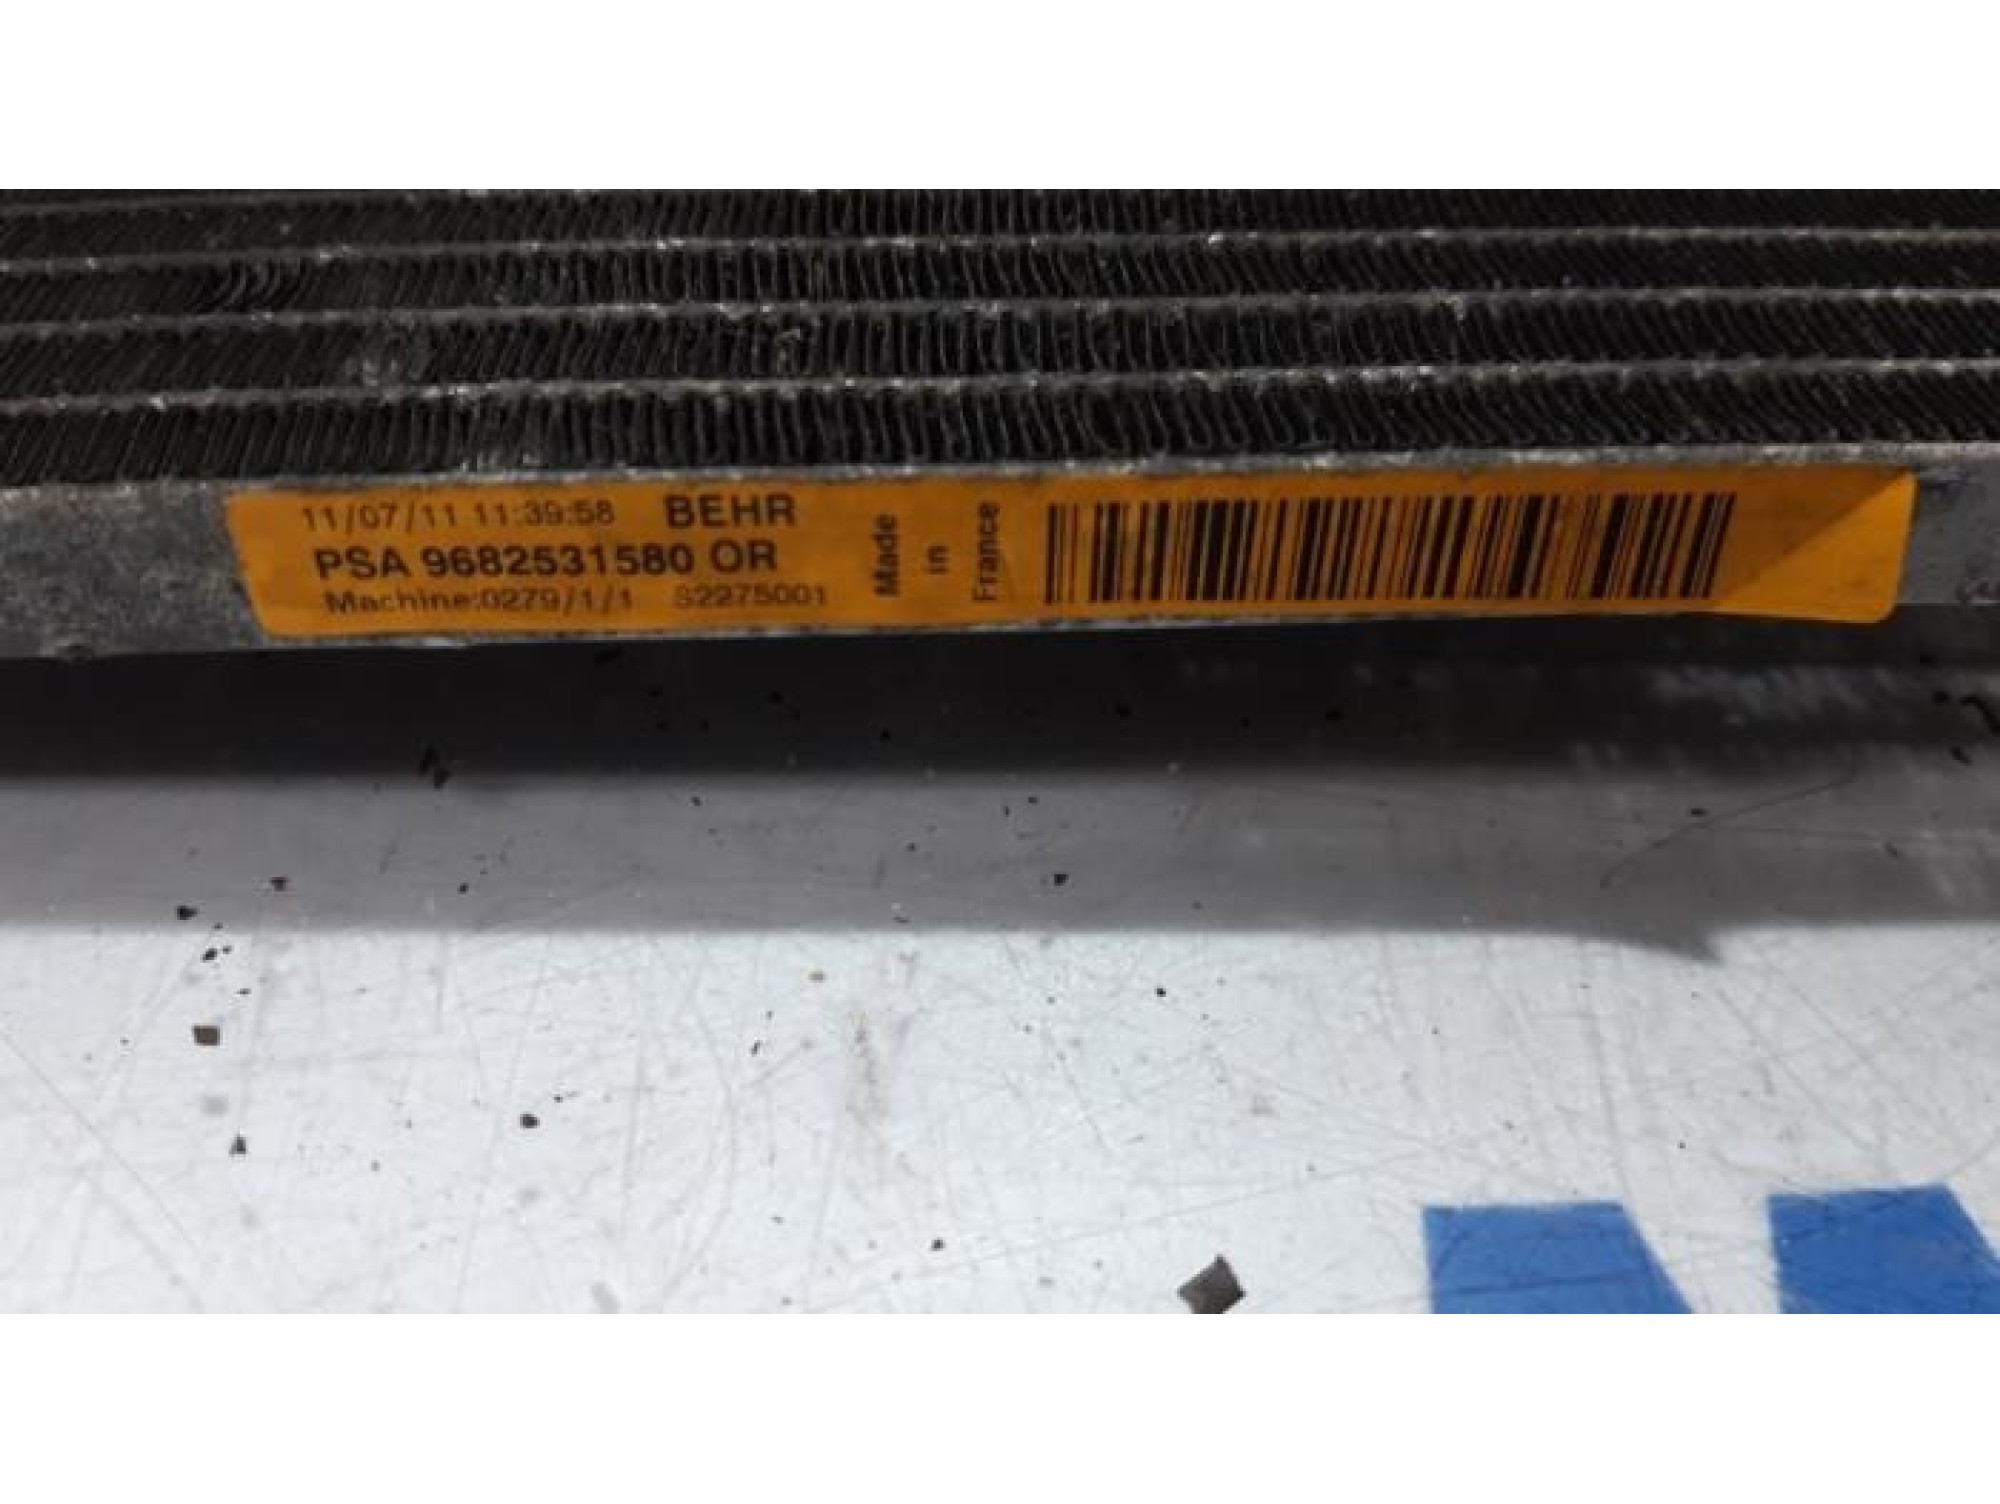 11/07/11 11:39:58 BEHR
PSA 9682531580 OR
Machine:0279/1/1 S2275001
Made
in
France